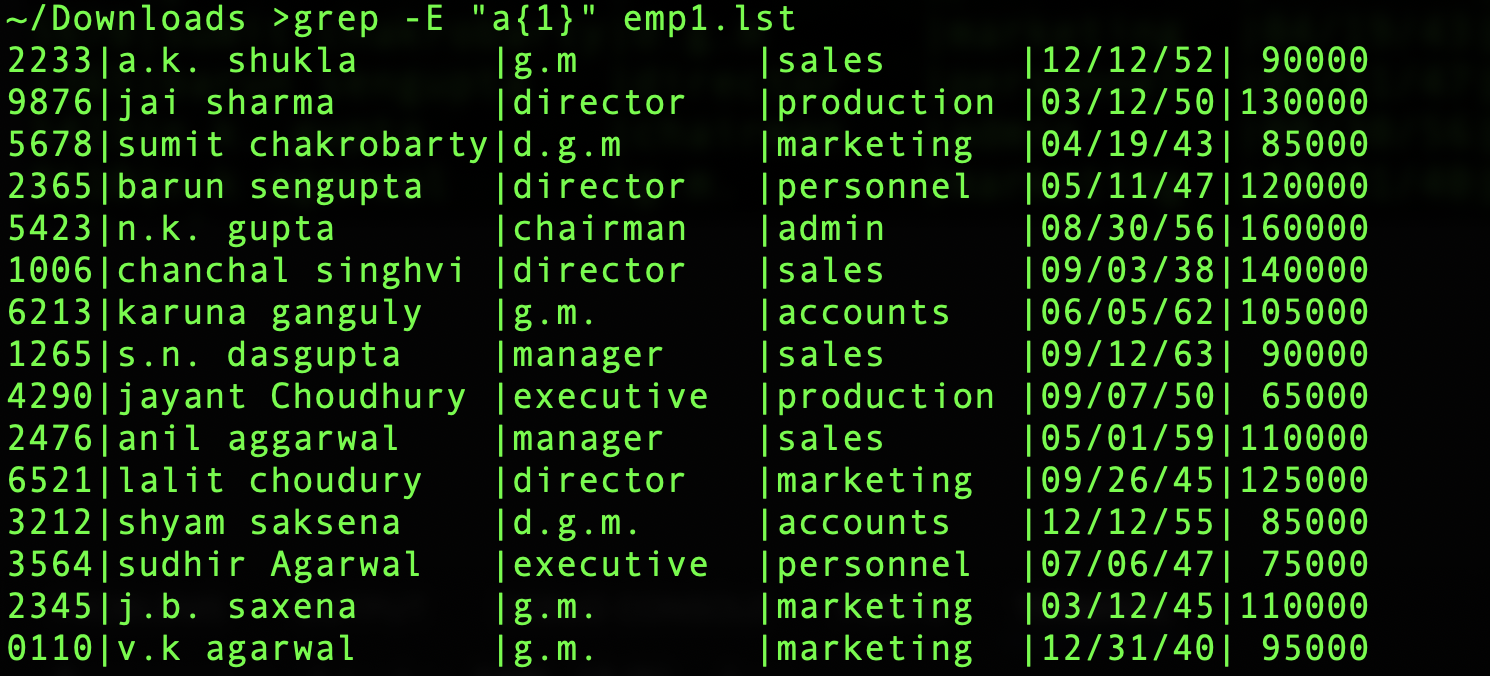 ~/Downloads >grep -E "a{1}" emp1.lst
2233|a.k. shukla      |g.m        |sales      |12/12/52| 90000
9876|jai sharma       |director   |production |03/12/50|130000
5678|sumit chakrobarty|d.g.m      |marketing  |04/19/43| 85000
2365|barun sengupta   |director   |personnel  |05/11/47|120000
5423|n.k. gupta       |chairman   |admin      |08/30/56|160000
1006|chanchal singhvi |director   |sales      |09/03/38|140000
6213|karuna ganguly   |g.m.       |accounts   |06/05/62|105000
1265|s.n. dasgupta    |manager    |sales      |09/12/63| 90000
4290|jayant Choudhury |executive  |production |09/07/50| 65000
2476|anil aggarwal    |manager    |sales      |05/01/59|110000
6521|lalit choudury   |director   |marketing  |09/26/45|125000
3212|shyam saksena    |d.g.m.     |accounts   |12/12/55| 85000
3564|sudhir Agarwal   |executive  |personnel  |07/06/47| 75000
2345|j.b. saxena      |g.m.       |marketing  |03/12/45|110000
0110|v.k agarwal      |g.m.       |marketing  |12/31/40| 95000